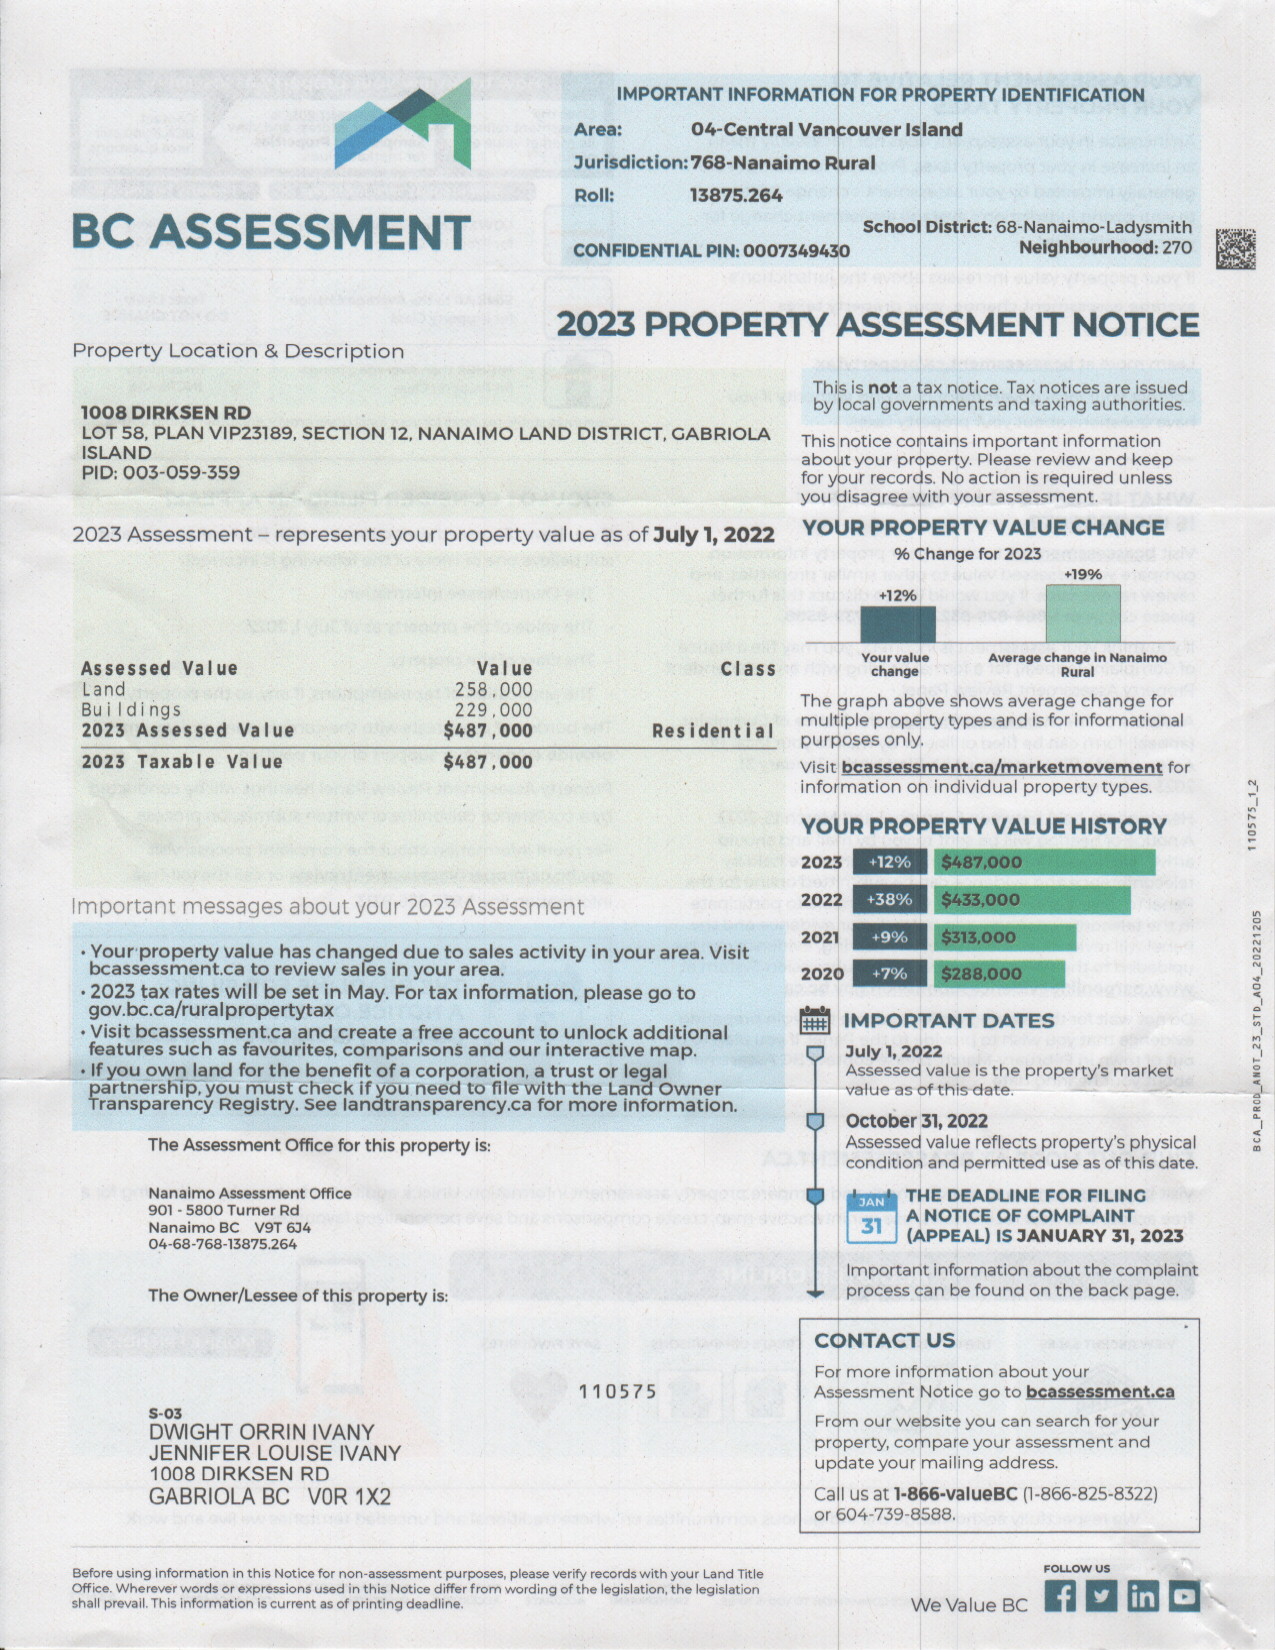 BC ASSESSMENT
IMPORTANT INFORMATION FOR PROPERTY IDENTIFICATION
Area: 04-Central Vancouver Island
Jurisdiction: 768-Nanaimo Rural
Roll: 13875.264
School District: 68-Nanaimo-Ladysmith
CONFIDENTIAL PIN: 0007349430
Neighbourhood: 270
2023 PROPERTY ASSESSMENT NOTICE
Property Location & Description
1008 DIRKSEN RD
LOT 58, PLAN VIP23189, SECTION 12, NANAIMO LAND DISTRICT, GABRIOLA
ISLAND
PID: 003-059-359
2023 Assessment – represents your property value as of July 1, 2022
Assessed Value Value Class
Land 258,000
Buildings 229,000
2023 Assessed Value $487,000 Residential
2023 Taxable Value $487,000
Important messages about your 2023 Assessment
• Your property value has changed due to sales activity in your area. Visit
bcassessment.ca to review sales in your area.
• 2023 tax rates will be set in May. For tax information, please go to
gov.bc.ca/ruralpropertytax
• Visit bcassessment.ca and create a free account to unlock additional
features such as favourites, comparisons and our interactive map.
• If you own land for the benefit of a corporation, a trust or legal
partnership, you must check if you need to file with the Land Owner
Transparency Registry. See landtransparency.ca for more information.
The Assessment Office for this property is:
Nanaimo Assessment Office
901 - 5800 Turner Rd
Nanaimo BC V9T 6J4
04-68-768-13875.264
The Owner/Lessee of this property is:
110575
S-03
DWIGHT ORRIN IVANY
JENNIFER LOUISE IVANY
1008 DIRKSEN RD
GABRIOLA BC V0R 1X2
This is not a tax notice. Tax notices are issued
by local governments and taxing authorities.
This notice contains important information
about your property. Please review and keep
for your records. No action is required unless
you disagree with your assessment.
YOUR PROPERTY VALUE CHANGE
% Change for 2023
+12%
+19%
Your value
change
Average change in Nanaimo
Rural
The graph above shows average change for
multiple property types and is for informational
purposes only.
Visit bcassessment.ca/marketmovement for
information on individual property types.
YOUR PROPERTY VALUE HISTORY
2023 +12% $487,000
2022 +38% $433,000
2021 +9% $313,000
2020 +7% $288,000
IMPORTANT DATES
July 1, 2022
Assessed value is the property's market
value as of this date.
October 31, 2022
Assessed value reflects property's physical
condition and permitted use as of this date.
JAN
31
THE DEADLINE FOR FILING
A NOTICE OF COMPLAINT
(APPEAL) IS JANUARY 31, 2023
Important information about the complaint
process can be found on the back page.
CONTACT US
For more information about your
Assessment Notice go to bcassessment.ca
From our website you can search for your
property, compare your assessment and
update your mailing address.
Call us at 1-866-valueBC (1-866-825-8322)
or 604-739-8588.
Before using information in this Notice for non-assessment purposes, please verify records with your Land Title
Office. Wherever words or expressions used in this Notice differ from wording of the legislation, the legislation
shall prevail. This information is current as of printing deadline.
We Value BC
FOLLOW US
BCA_PROD_ANOT_23_STD_A04_20221205 110575_1_2